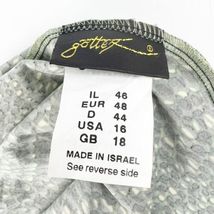 gottex ®
IL 46
EUR 48
D 44
USA 16
GB 18
MADE IN ISRAEL
See reverse side